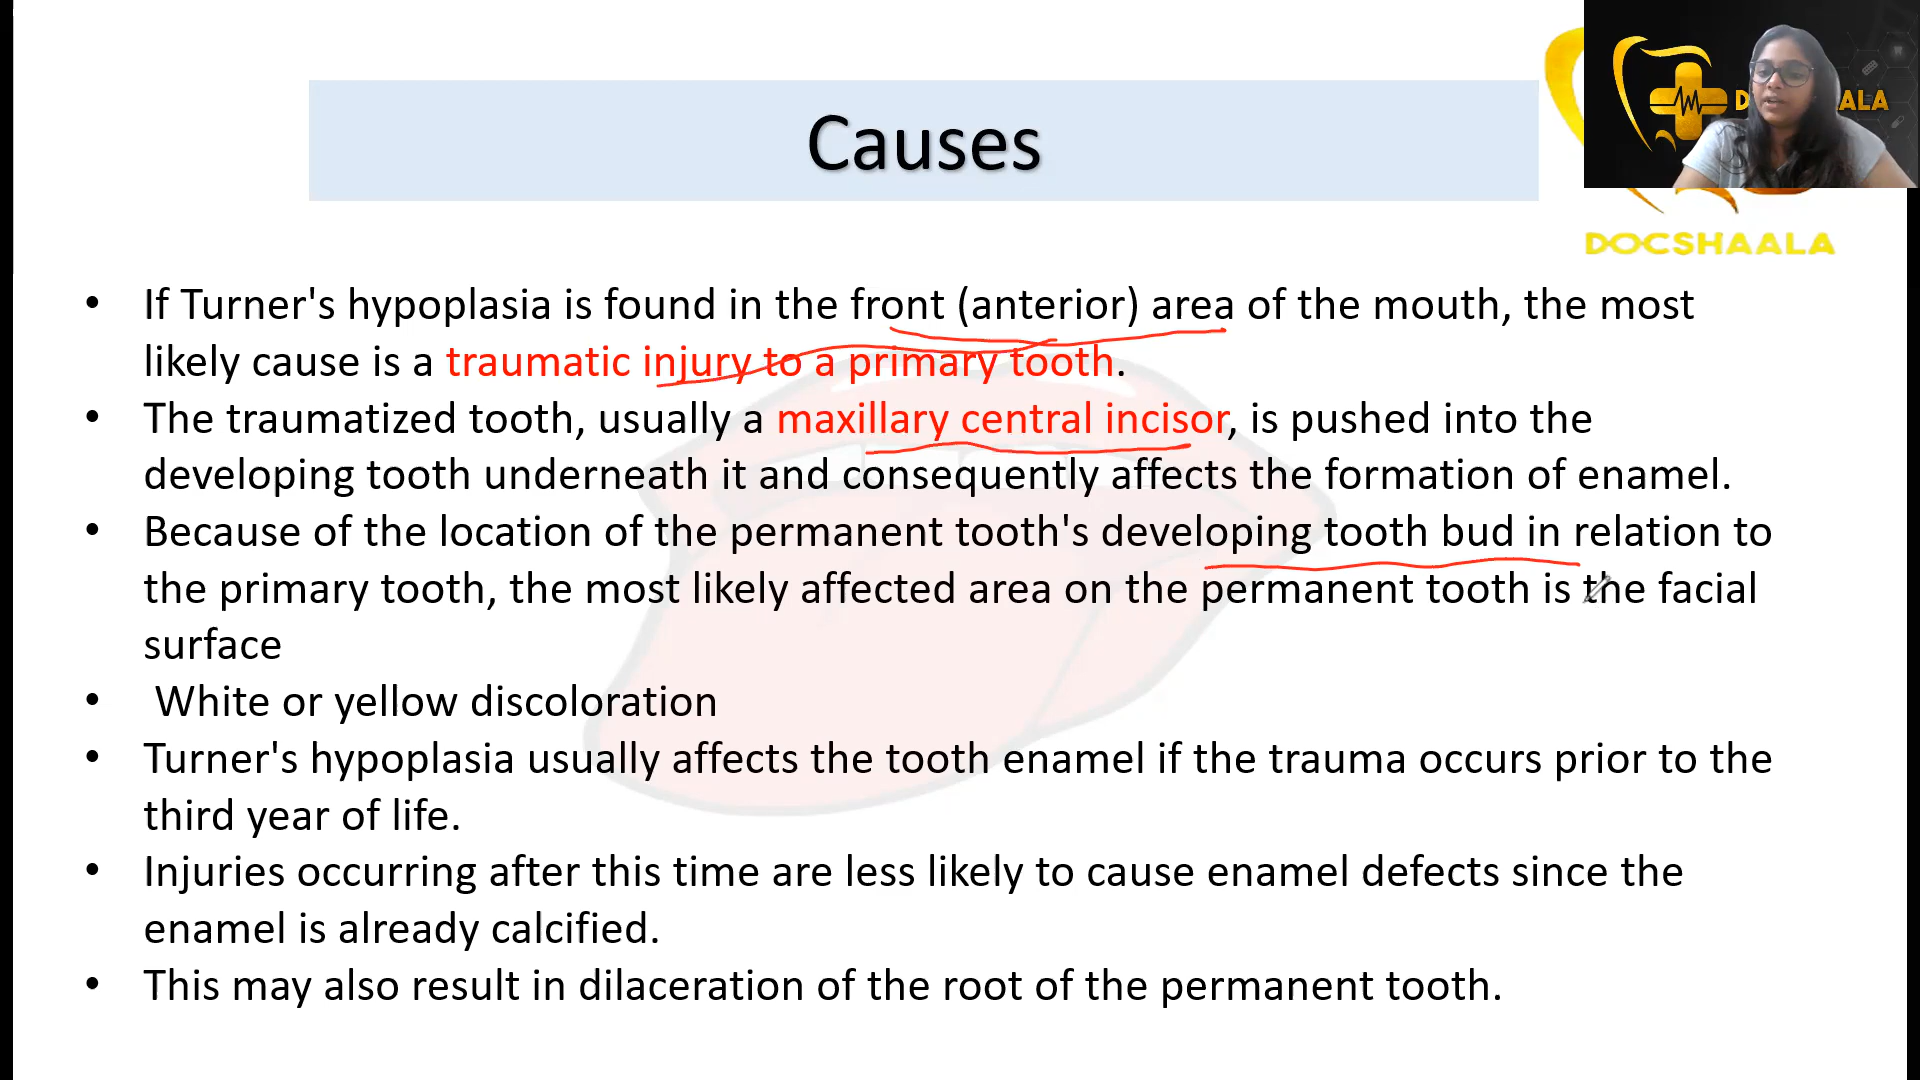 Causes
DOCSHAALA
• If Turner's hypoplasia is found in the front (anterior) area of the mouth, the most
likely cause is a traumatic injury to a primary tooth.
• The traumatized tooth, usually a maxillary central incisor, is pushed into the
developing tooth underneath it and consequently affects the formation of enamel.
• Because of the location of the permanent tooth's developing tooth bud in relation to
the primary tooth, the most likely affected area on the permanent tooth is the facial
surface
• White or yellow discoloration
• Turner's hypoplasia usually affects the tooth enamel if the trauma occurs prior to the
third year of life.
• Injuries occurring after this time are less likely to cause enamel defects since the
enamel is already calcified.
• This may also result in dilaceration of the root of the permanent tooth.